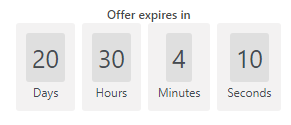 Offer expires in
20 30 4 10
Days Hours Minutes Seconds